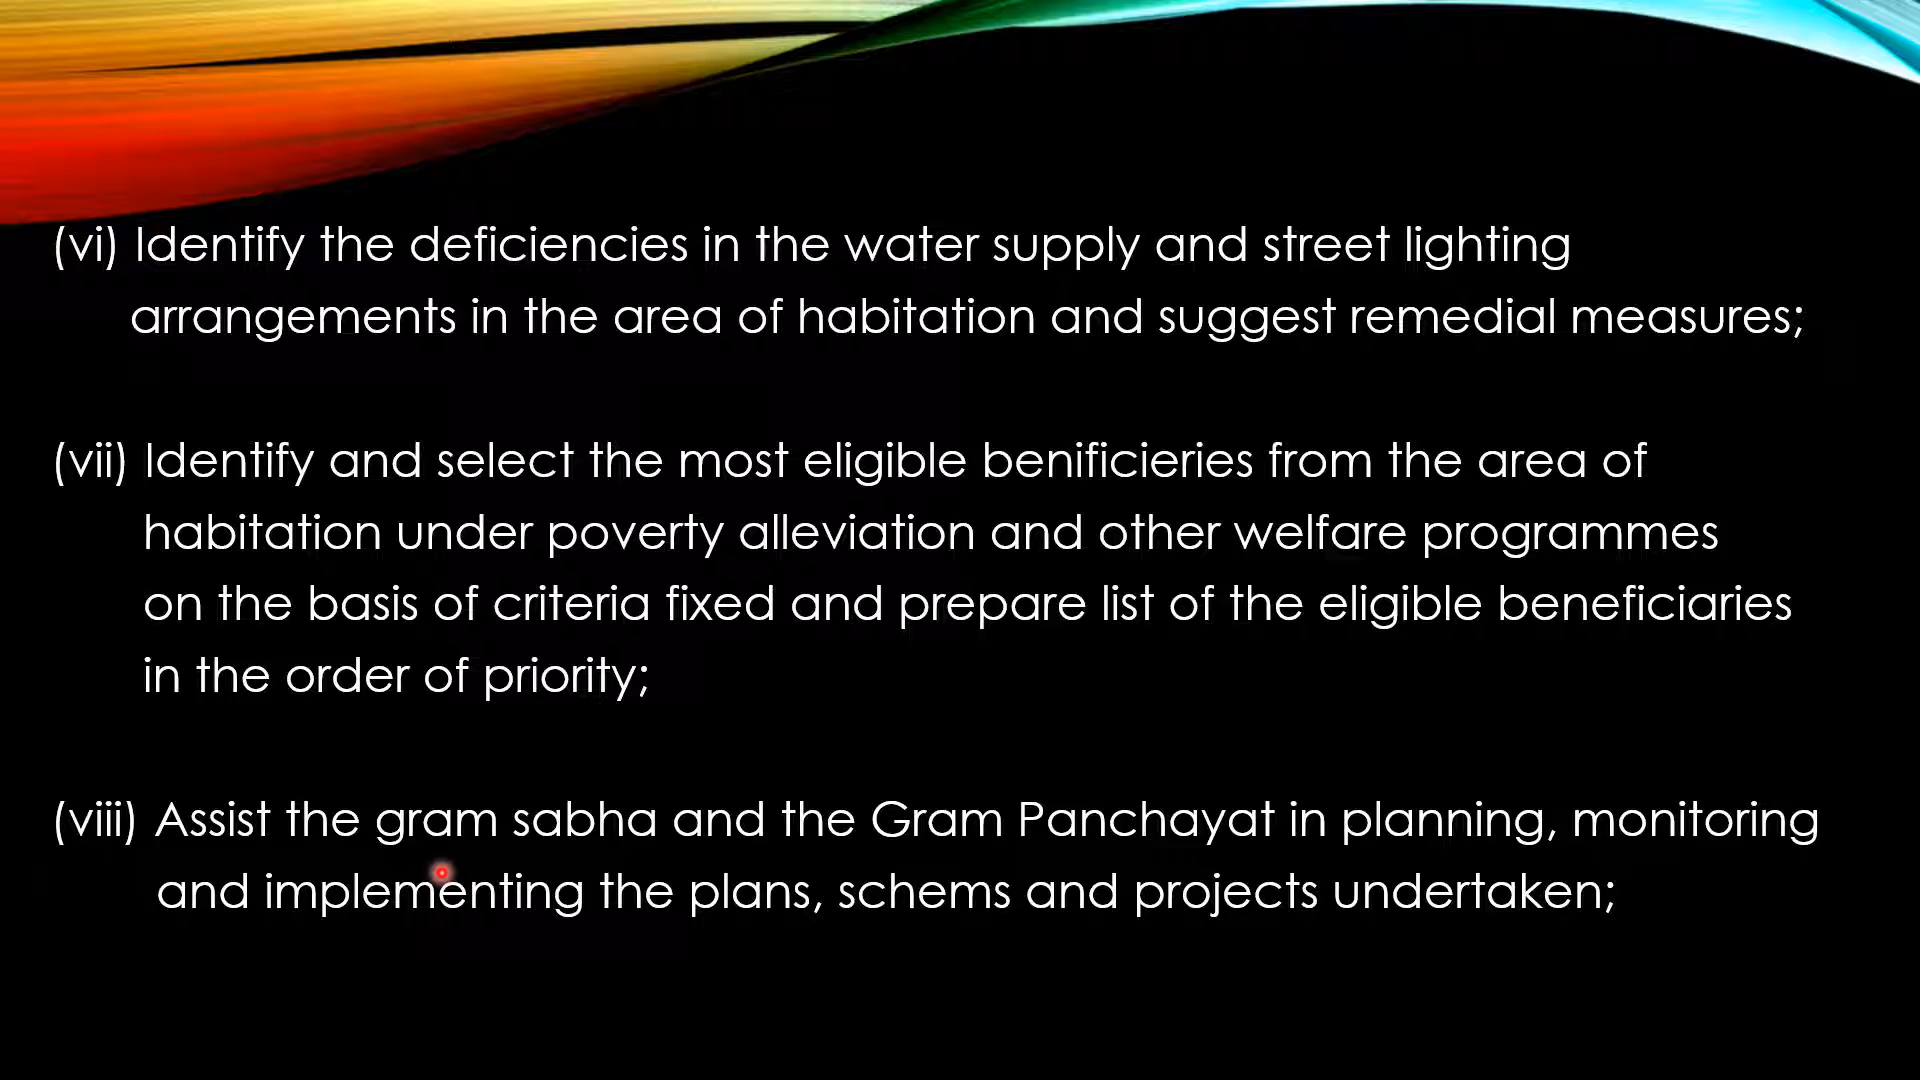 (vi) Identify the deficiencies in the water supply and street lighting
arrangements in the area of habitation and suggest remedial measures;
(vii) Identify and select the most eligible benificieries from the area of
habitation under poverty alleviation and other welfare programmes
on the basis of criteria fixed and prepare list of the eligible beneficiaries
in the order of priority;
(viii) Assist the gram sabha and the Gram Panchayat in planning, monitoring
and implementing the plans, schems and projects undertaken;